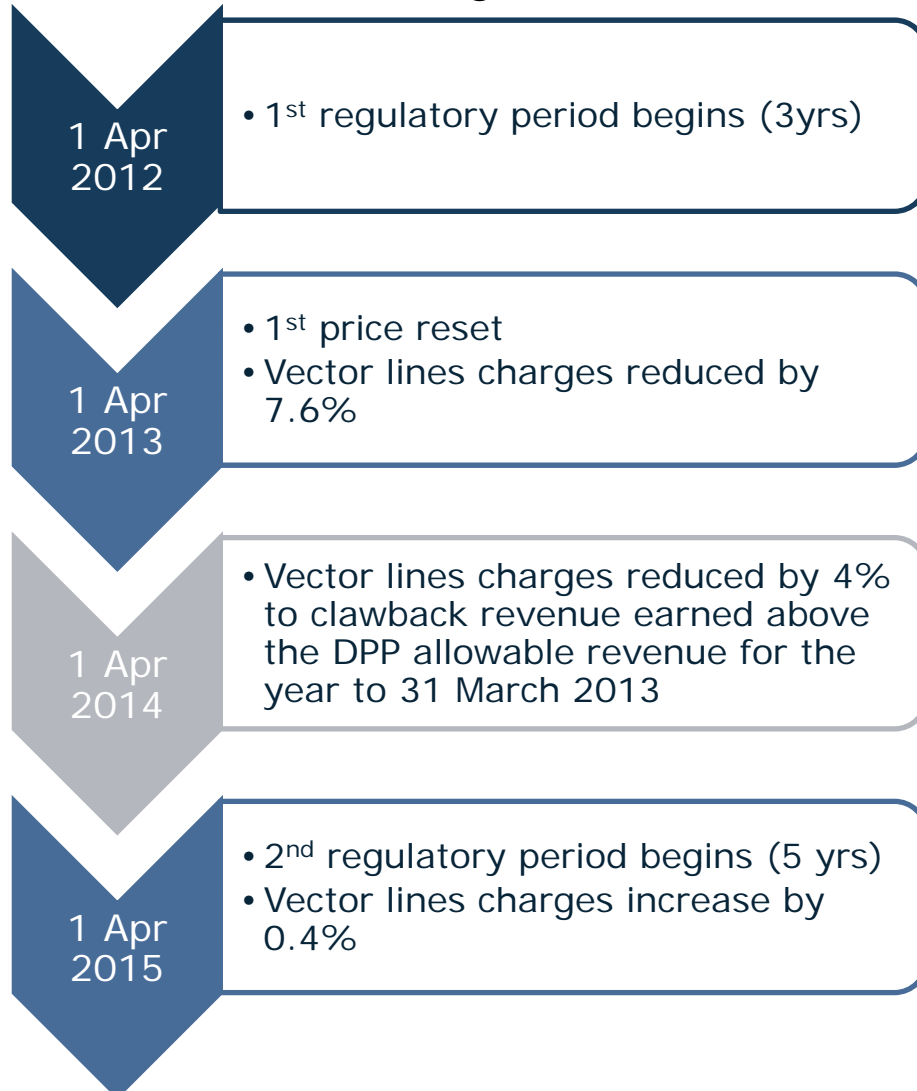 1 Apr
2012
• 1st regulatory period begins (3yrs)
1 Apr
2013
• 1st price reset
• Vector lines charges reduced by
7.6%
1 Apr
2014
• Vector lines charges reduced by 4%
to clawback revenue earned above
the DPP allowable revenue for the
year to 31 March 2013
1 Apr
2015
• 2nd regulatory period begins (5 yrs)
• Vector lines charges increase by
0.4%